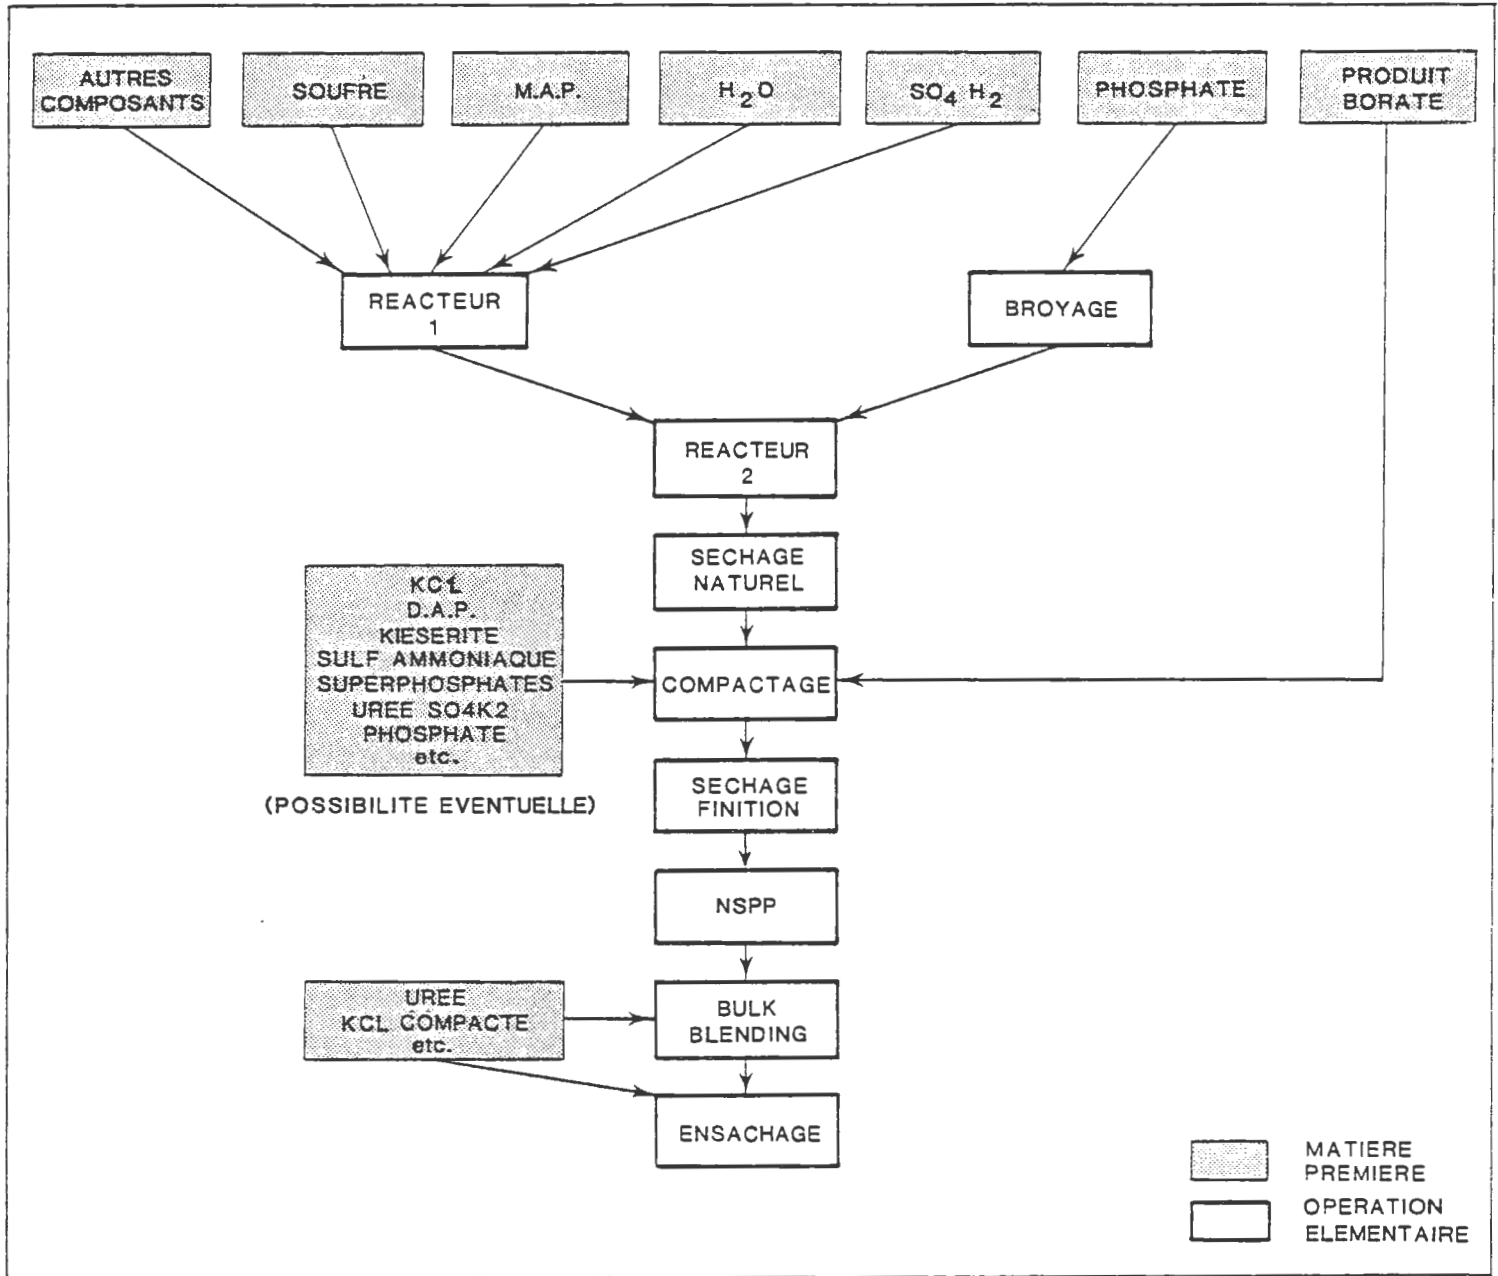 AUTRES
COMPOSANTS
SOUFRE
M.A.P.
H2O
SO4 H2
PHOSPHATE
PRODUIT
BORATE
REACTEUR
1
BROYAGE
REACTEUR
2
SECHAGE
NATUREL
KCL
D.A.P.
KIESERITE
SULF AMMONIAQUE
SUPERPHOSPHATES
UREE SO4K2
PHOSPHATE
etc.
(POSSIBILITE EVENTUELLE)
COMPACTAGE
SECHAGE
FINITION
NSPP
UREE
KCL COMPACTE
etc.
BULK
BLENDING
ENSACHAGE
MATIERE
PREMIERE
OPERATION
ELEMENTAIRE